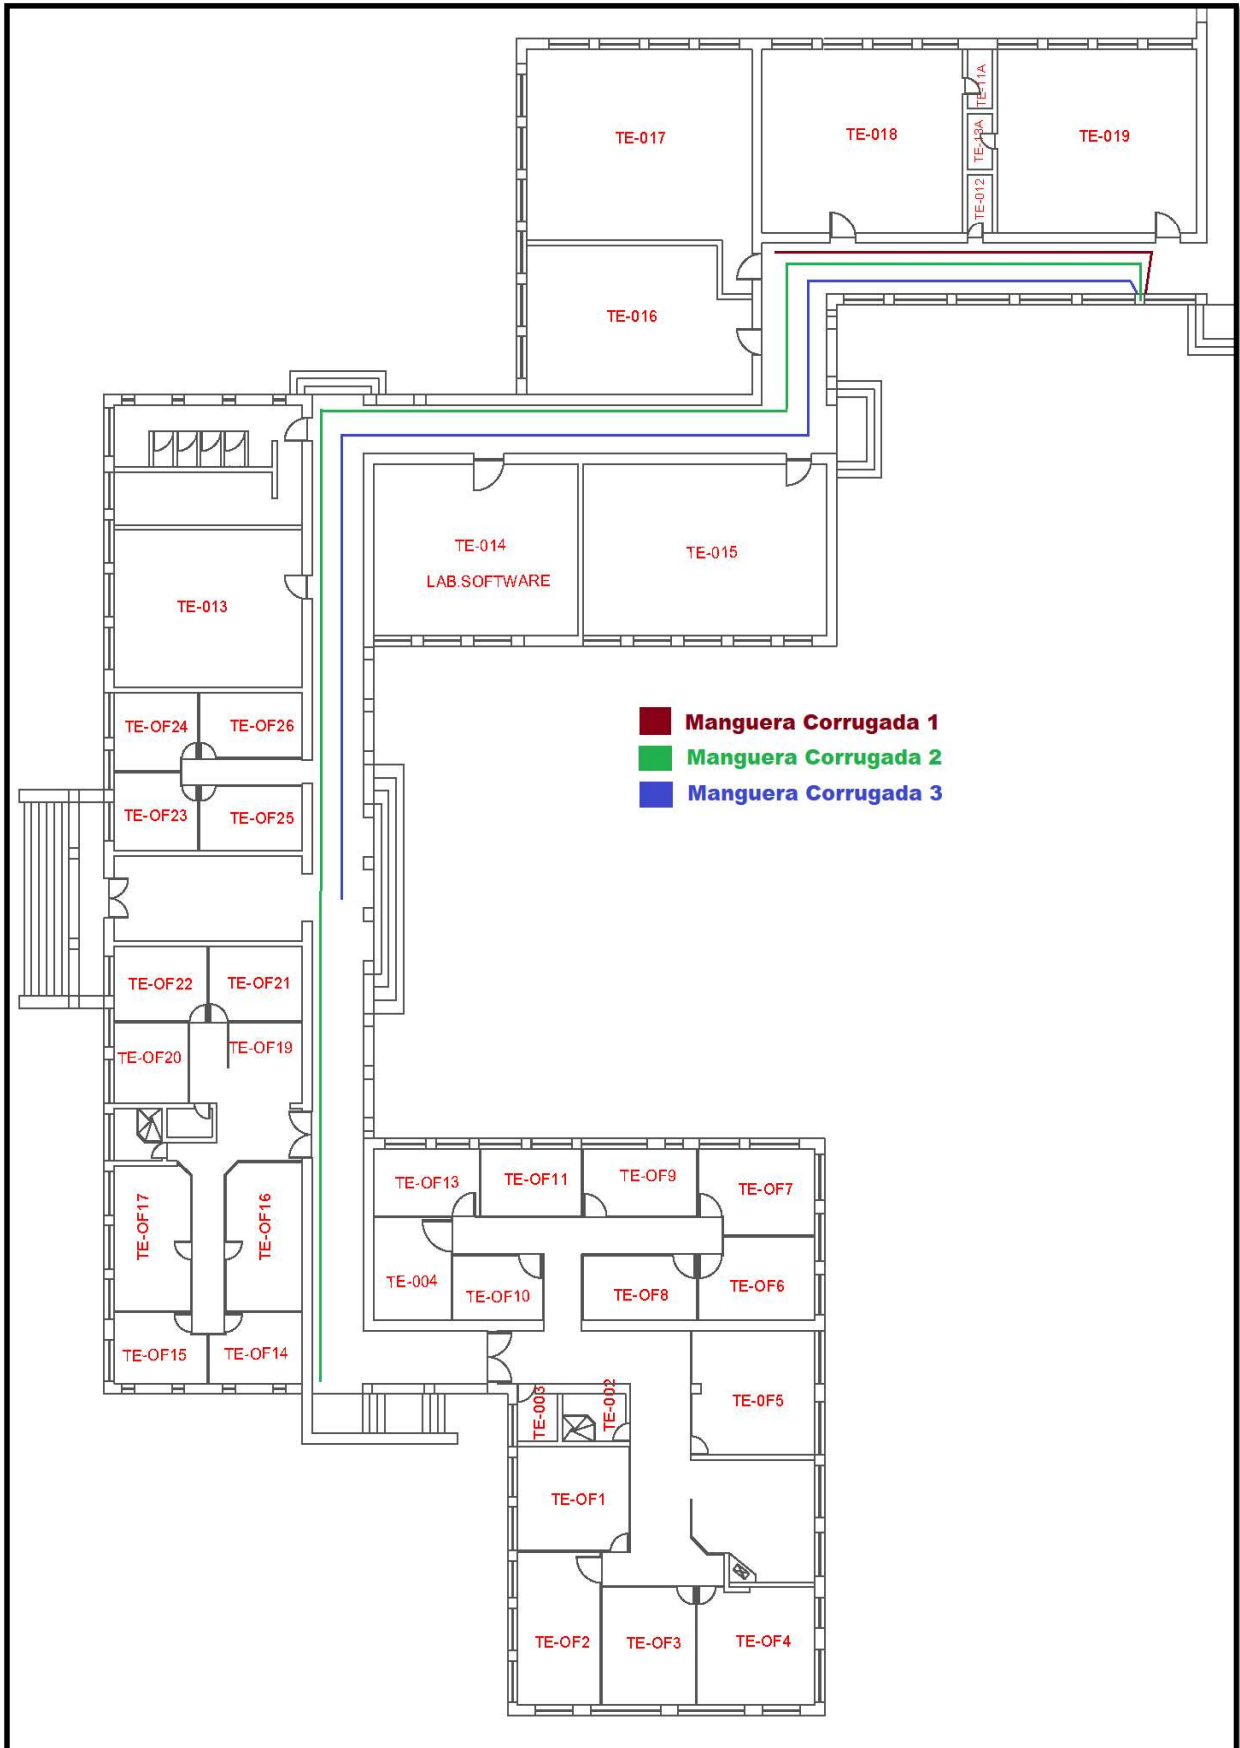 TE-017
TE-018
TE-11A
TE-13A
TE-012
TE-019
TE-016
TE-014
LAB.SOFTWARE
TE-015
TE-013
TE-OF24
TE-OF26
TE-OF23
TE-OF25
Manguera Corrugada 1
Manguera Corrugada 2
Manguera Corrugada 3
TE-OF22
TE-OF21
TE-OF20
TE-OF19
TE-OF17
TE-OF16
TE-OF15
TE-OF14
TE-OF13
TE-OF11
TE-OF9
TE-OF7
TE-004
TE-OF10
TE-OF8
TE-OF6
TE-003
TE-002
TE-0F5
TE-OF1
TE-OF2
TE-OF3
TE-OF4